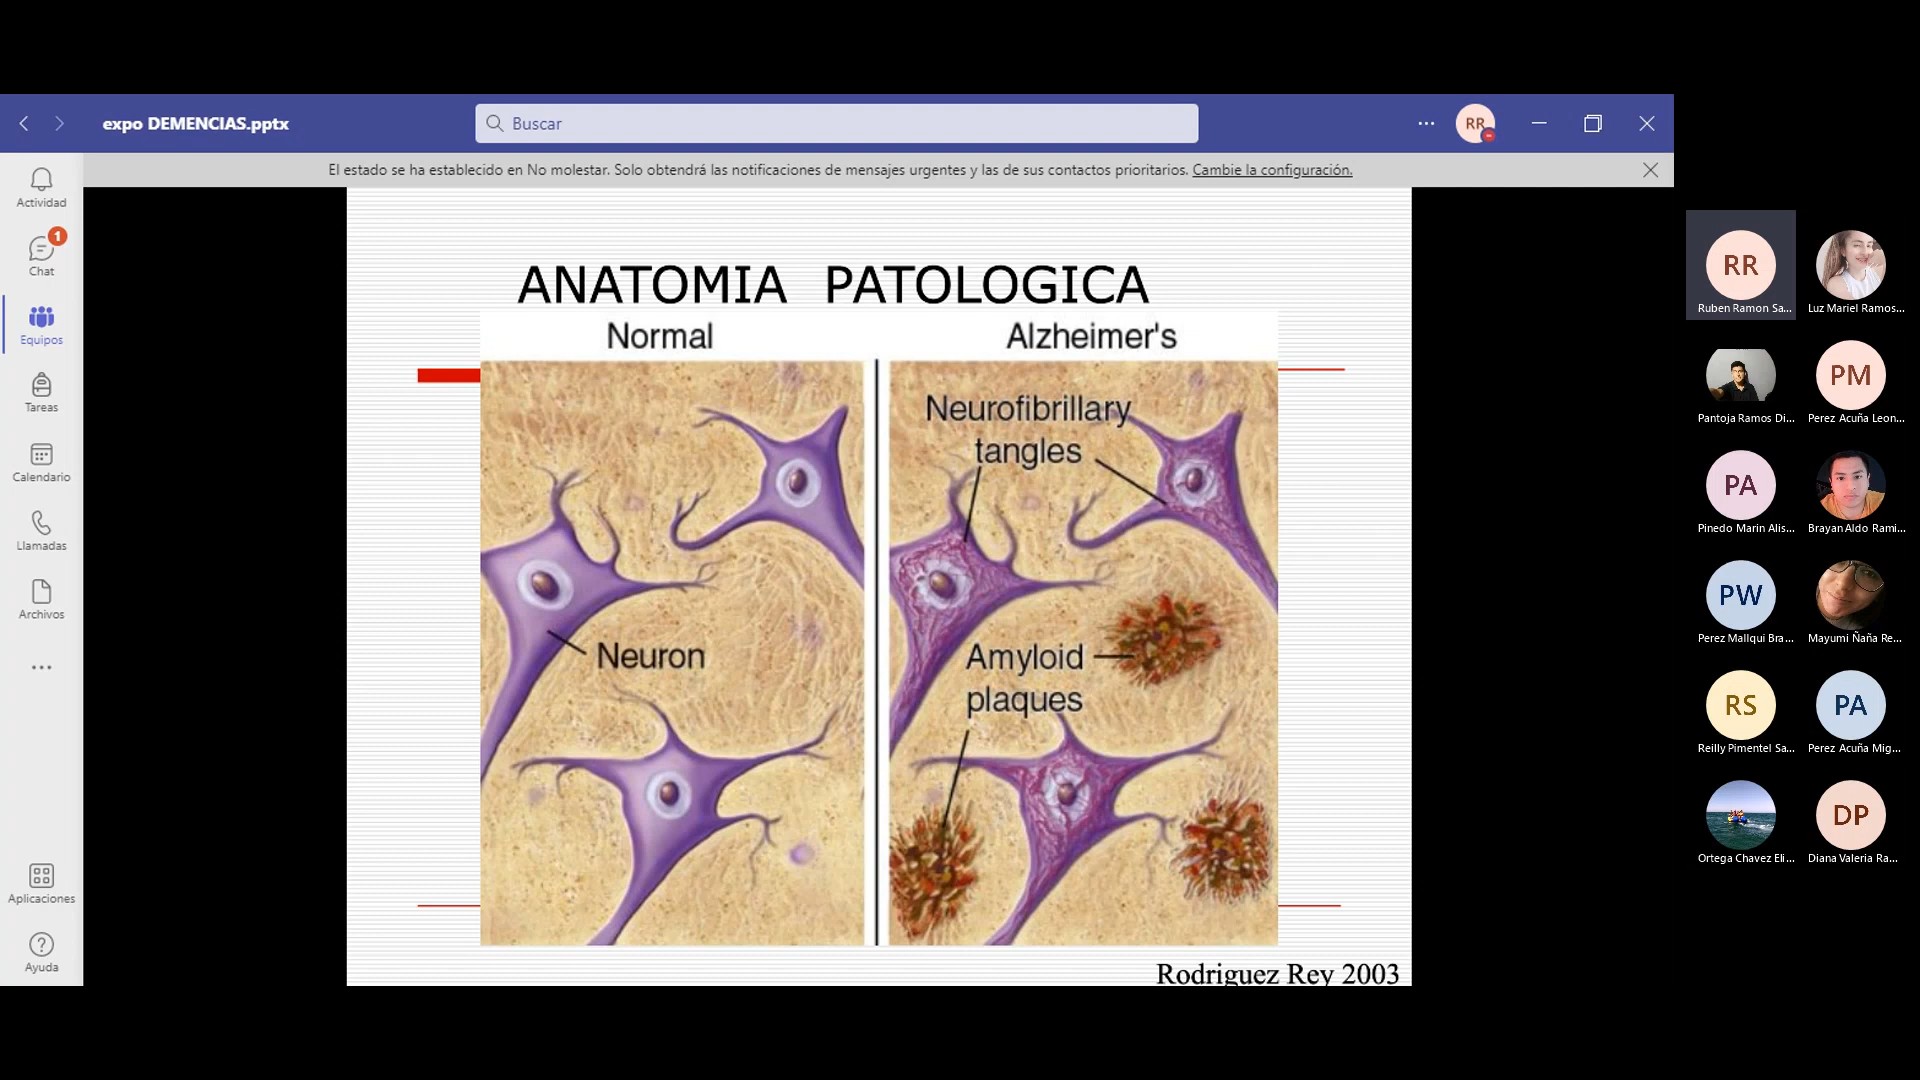 expo DEMENCIAS.pptx
Buscar
...
RR
El estado se ha establecido en No molestar. Solo obtendrá las notificaciones de mensajes urgentes y las de sus contactos prioritarios. Cambie la configuración.
Actividad
1
Chat
Equipos
Tareas
Calendario
Llamadas
Archivos
...
Aplicaciones
Ayuda
ANATOMIA PATOLOGICA
Normal
Alzheimer's
Neurofibrillary
tangles
Neuron
Amyloid
plaques
Rodriguez Rey 2003
RR
Ruben Ramon Sa...
Luz Mariel Ramos...
Pantoja Ramos Di...
PM
Perez Acuña Leon...
PA
Pinedo Marin Alis...
Brayan Aldo Rami...
PW
Perez Mallqui Bra...
Mayumi Ñaña Re...
RS
Reilly Pimentel Sa...
PA
Perez Acuña Mig...
Ortega Chavez Eli...
DP
Diana Valeria Ra...